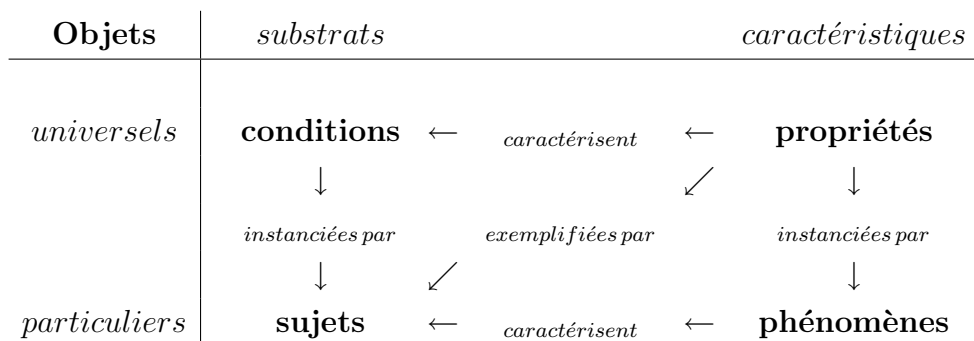 Objets substrats caractéristiques
universels conditions ← caractérisent ← propriétés
↓ ↙ ↓
instanciées par exemplifiées par instanciées par
↓ ↙ ↓
particuliers sujets ← caractérisent ← phénomènes